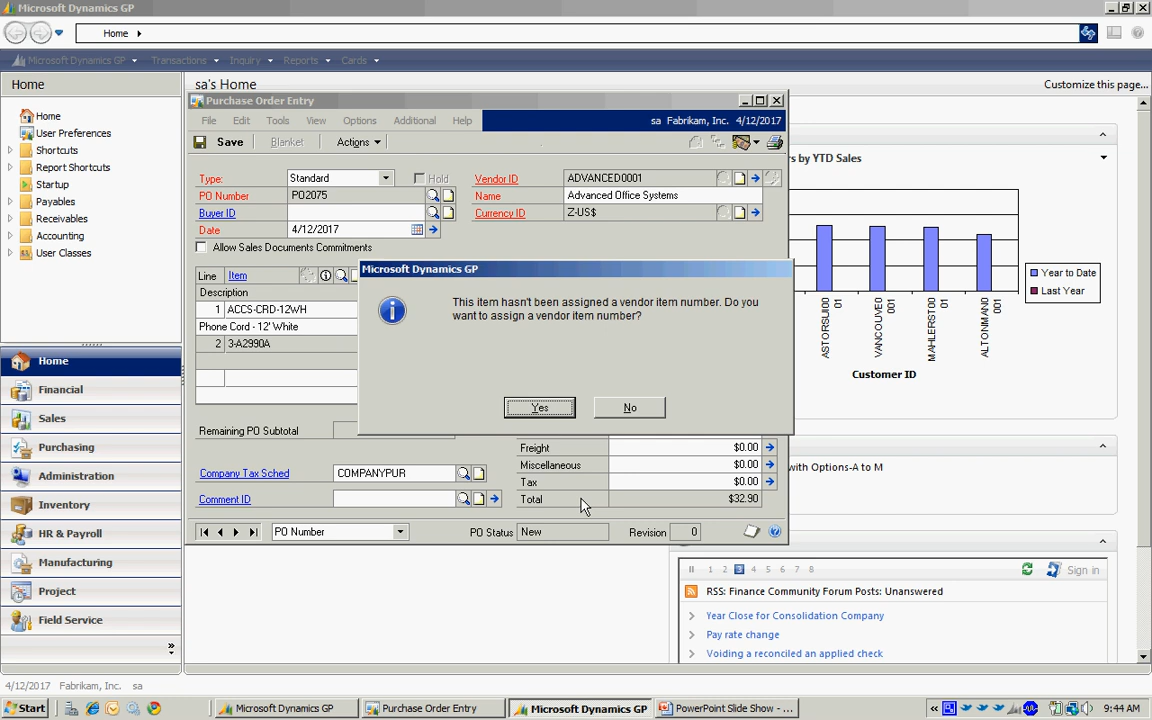 Microsoft Dynamics GP
Home
Microsoft Dynamics GP Transactions Inquiry Reports Cards
Home
sa's Home
Customize this page...
Home
User Preferences
Shortcuts
Report Shortcuts
Startup
Payables
Receivables
Accounting
User Classes
Home
Financial
Sales
Purchasing
Administration
Inventory
HR & Payroll
Manufacturing
Project
Field Service
Purchase Order Entry
File Edit Tools View Options Additional Help
sa Fabrikam, Inc. 4/12/2017
Save Blanket Actions
Type: Standard Hold
PO Number PO2075
Buyer ID
Date 4/12/2017
Allow Sales Documents Commitments
Vendor ID ADVANCED0001
Name Advanced Office Systems
Currency ID Z-US$
Line Item
Description
1 ACCS-CRD-12WH
Phone Cord - 12' White
2 3-A2990A
Microsoft Dynamics GP
This item hasn't been assigned a vendor item number. Do you
want to assign a vendor item number?
Yes No
Remaining PO Subtotal
Company Tax Sched COMPANYPUR
Comment ID
Freight $0.00
Miscellaneous $0.00
Tax $0.00
Total $32.90
PO Number
PO Status New Revision 0
rs by YTD Sales
Year to Date
Last Year
ASTORSUI00
01
VANCOUVE0
001
MAHLERST00
01
ALTONMAN0
001
Customer ID
with Options-A to M
1 2 3 4 5 6 7 8
Sign in
RSS: Finance Community Forum Posts: Unanswered
Year Close for Consolidation Company
Pay rate change
Voiding a reconciled an applied check
4/12/2017 Fabrikam, Inc. sa
Start
Microsoft Dynamics GP
Purchase Order Entry
Microsoft Dynamics GP
PowerPoint Slide Show - ...
9:44 AM